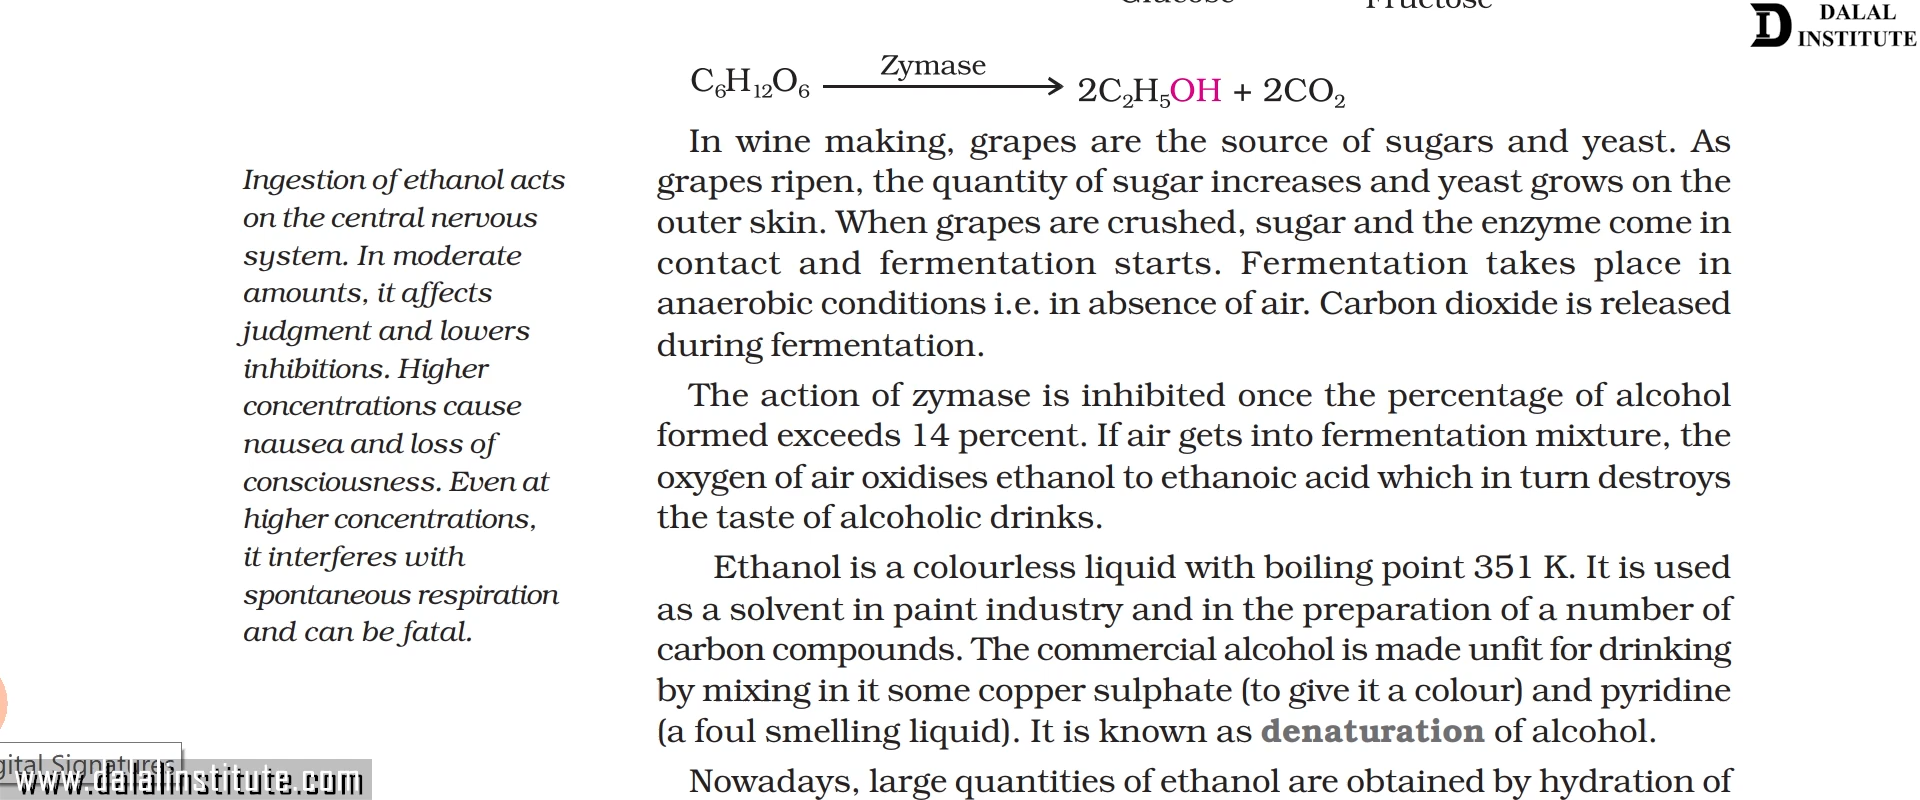 Glucose Fructose
DALAL
INSTITUTE
Zymase
C₆H₁₂O₆ ⟶ 2C₂H₅OH + 2CO₂
In wine making, grapes are the source of sugars and yeast. As
grapes ripen, the quantity of sugar increases and yeast grows on the
outer skin. When grapes are crushed, sugar and the enzyme come in
contact and fermentation starts. Fermentation takes place in
anaerobic conditions i.e. in absence of air. Carbon dioxide is released
during fermentation.
The action of zymase is inhibited once the percentage of alcohol
formed exceeds 14 percent. If air gets into fermentation mixture, the
oxygen of air oxidises ethanol to ethanoic acid which in turn destroys
the taste of alcoholic drinks.
Ethanol is a colourless liquid with boiling point 351 K. It is used
as a solvent in paint industry and in the preparation of a number of
carbon compounds. The commercial alcohol is made unfit for drinking
by mixing in it some copper sulphate (to give it a colour) and pyridine
(a foul smelling liquid). It is known as denaturation of alcohol.
Nowadays, large quantities of ethanol are obtained by hydration of
Ingestion of ethanol acts
on the central nervous
system. In moderate
amounts, it affects
judgment and lowers
inhibitions. Higher
concentrations cause
nausea and loss of
consciousness. Even at
higher concentrations,
it interferes with
spontaneous respiration
and can be fatal.
gital Signatures
www.dalalinstitute.com